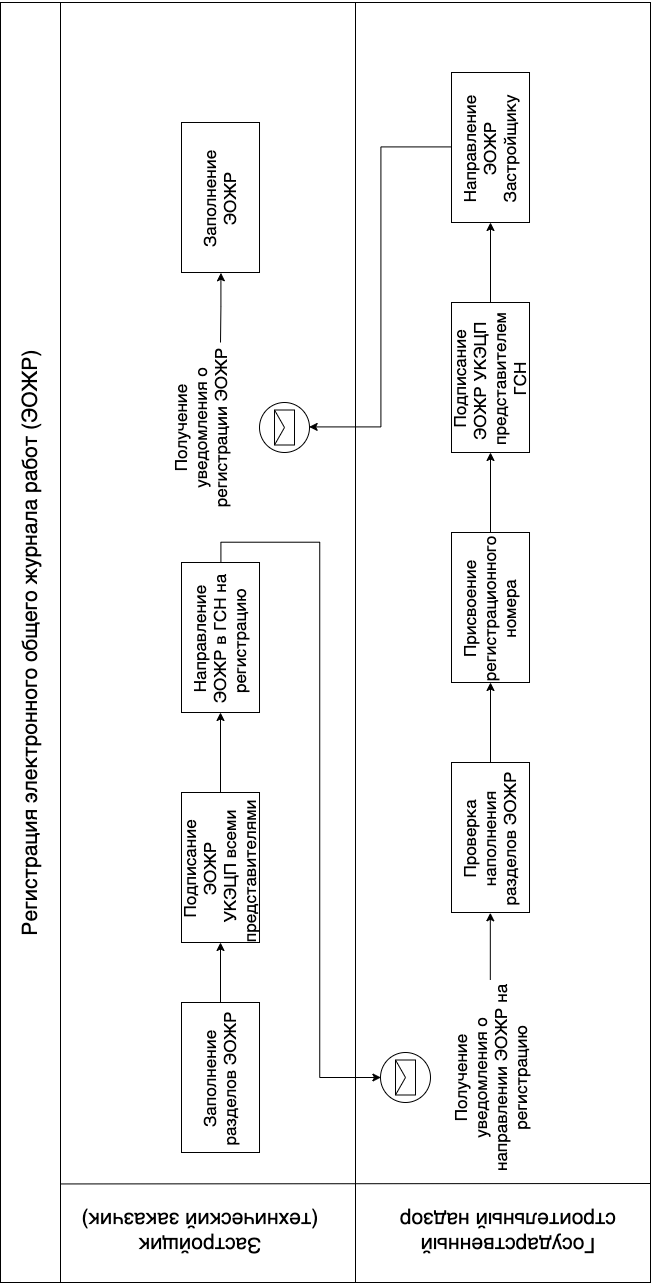 Регистрация электронного общего журнала работ (ЭОЖР)
Застройщик
(технический заказчик)
Заполнение
разделов ЭОЖР
Подписание
ЭОЖР
УКЭЦП всеми
представителями
Направление
ЭОЖР в ГСН на
регистрацию
Получение
уведомления о
регистрации ЭОЖР
Заполнение
ЭОЖР
Государственный
строительный надзор
Получение
уведомления о
направлении ЭОЖР на
регистрацию
Проверка
наполнения
разделов ЭОЖР
Присвоение
регистрационного
номера
Подписание
ЭОЖР УКЭЦП
представителем
ГСН
Направление
ЭОЖР
Застройщику